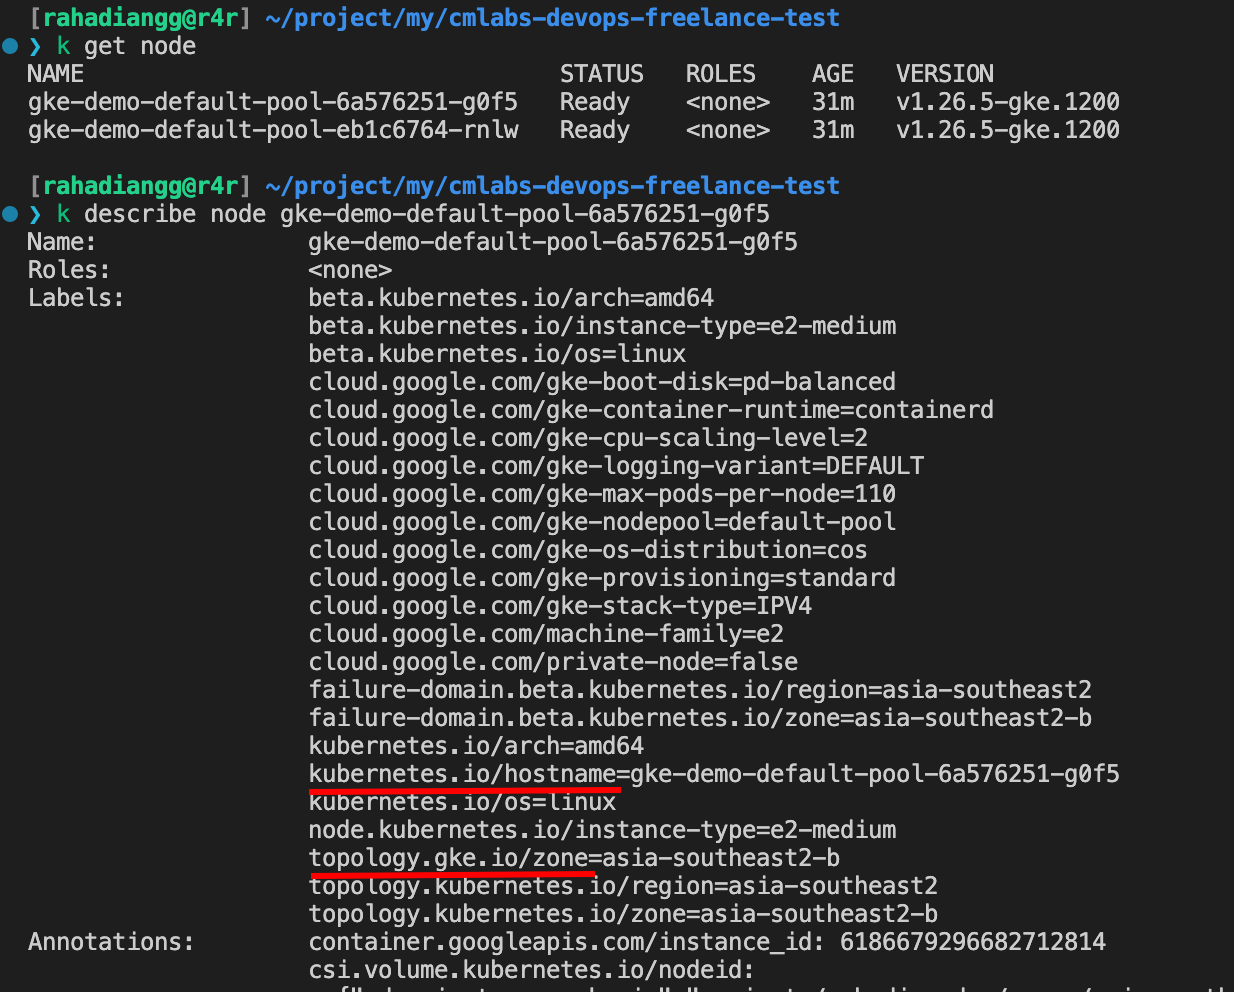 [rahadiangg@r4r] ~/project/my/cmlabs-devops-freelance-test
❯ k get node
NAME STATUS ROLES AGE VERSION
gke-demo-default-pool-6a576251-g0f5 Ready <none> 31m v1.26.5-gke.1200
gke-demo-default-pool-eb1c6764-rnlw Ready <none> 31m v1.26.5-gke.1200
[rahadiangg@r4r] ~/project/my/cmlabs-devops-freelance-test
❯ k describe node gke-demo-default-pool-6a576251-g0f5
Name: gke-demo-default-pool-6a576251-g0f5
Roles: <none>
Labels: beta.kubernetes.io/arch=amd64
beta.kubernetes.io/instance-type=e2-medium
beta.kubernetes.io/os=linux
cloud.google.com/gke-boot-disk=pd-balanced
cloud.google.com/gke-container-runtime=containerd
cloud.google.com/gke-cpu-scaling-level=2
cloud.google.com/gke-logging-variant=DEFAULT
cloud.google.com/gke-max-pods-per-node=110
cloud.google.com/gke-nodepool=default-pool
cloud.google.com/gke-os-distribution=cos
cloud.google.com/gke-provisioning=standard
cloud.google.com/gke-stack-type=IPV4
cloud.google.com/machine-family=e2
cloud.google.com/private-node=false
failure-domain.beta.kubernetes.io/region=asia-southeast2
failure-domain.beta.kubernetes.io/zone=asia-southeast2-b
kubernetes.io/arch=amd64
kubernetes.io/hostname=gke-demo-default-pool-6a576251-g0f5
kubernetes.io/os=linux
node.kubernetes.io/instance-type=e2-medium
topology.gke.io/zone=asia-southeast2-b
topology.kubernetes.io/region=asia-southeast2
topology.kubernetes.io/zone=asia-southeast2-b
Annotations: container.googleapis.com/instance_id: 6186679296682712814
csi.volume.kubernetes.io/nodeid: